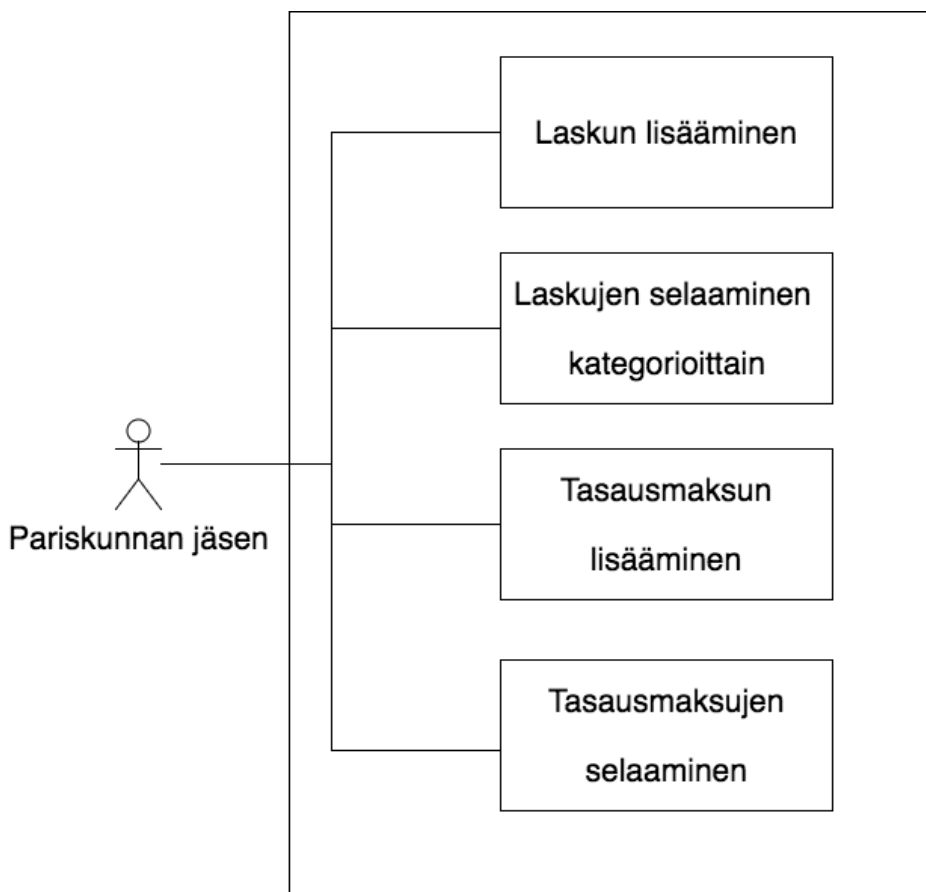 Laskun lisääminen
Laskujen selaaminen
kategorioittain
Pariskunnan jäsen
Tasausmaksun
lisääminen
Tasausmaksujen
selaaminen